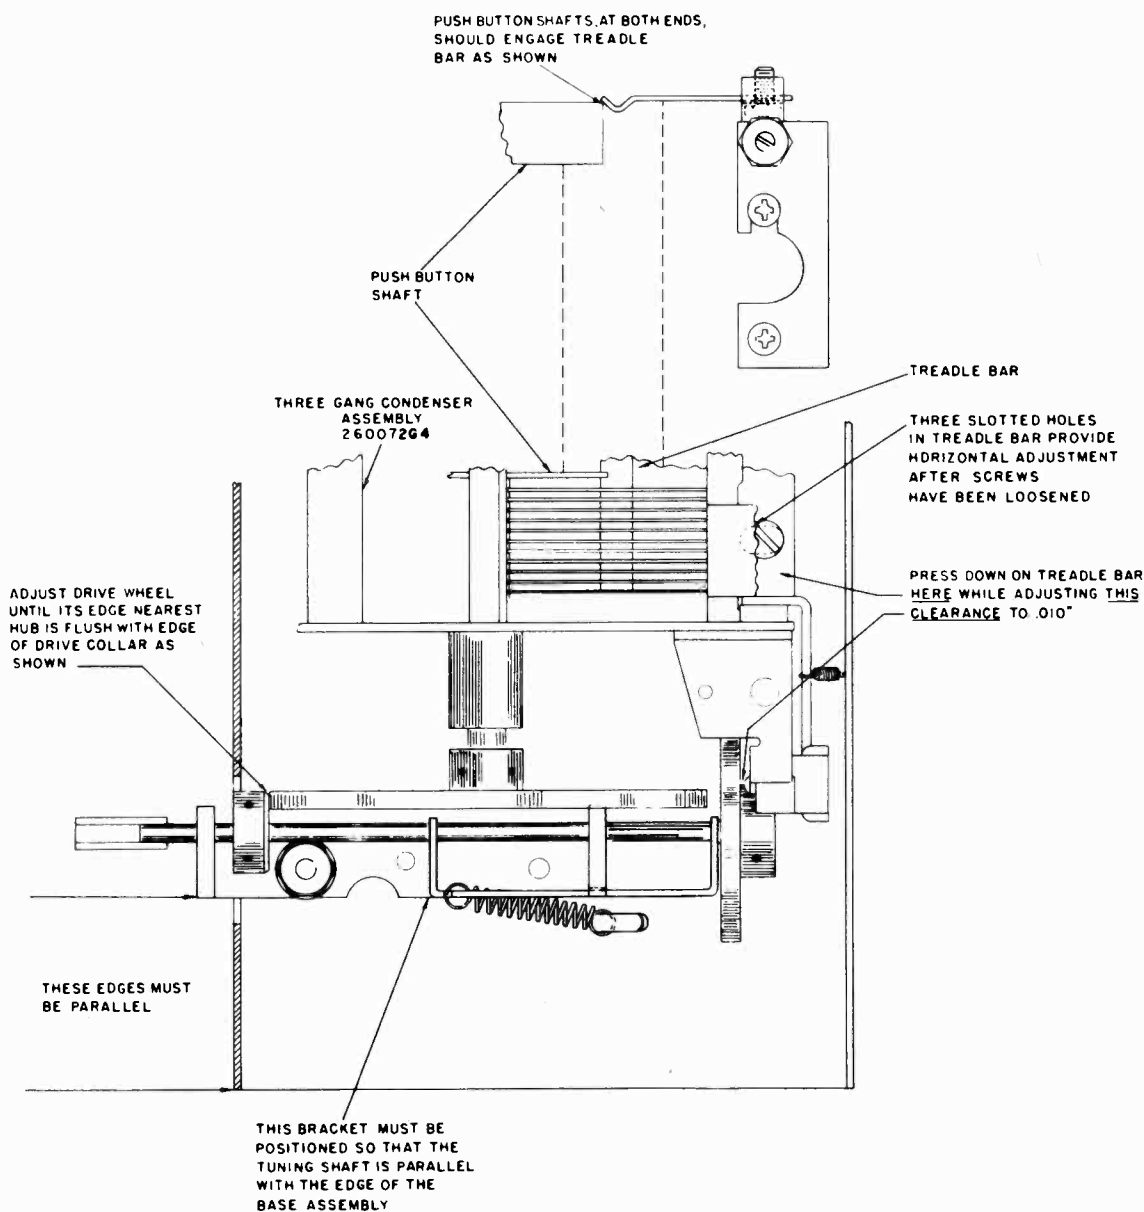 PUSH BUTTON SHAFTS, AT BOTH ENDS,
SHOULD ENGAGE TREADLE
BAR AS SHOWN
PUSH BUTTON
SHAFT
TREADLE BAR
THREE GANG CONDENSER
ASSEMBLY
26007264
THREE SLOTTED HOLES
IN TREADLE BAR PROVIDE
HORIZONTAL ADJUSTMENT
AFTER SCREWS
HAVE BEEN LOOSENED
ADJUST DRIVE WHEEL
UNTIL ITS EDGE NEAREST
HUB IS FLUSH WITH EDGE
OF DRIVE COLLAR AS
SHOWN
PRESS DOWN ON TREADLE BAR
HERE WHILE ADJUSTING THIS
CLEARANCE TO .010"
THESE EDGES MUST
BE PARALLEL
THIS BRACKET MUST BE
POSITIONED SO THAT THE
TUNING SHAFT IS PARALLEL
WITH THE EDGE OF THE
BASE ASSEMBLY